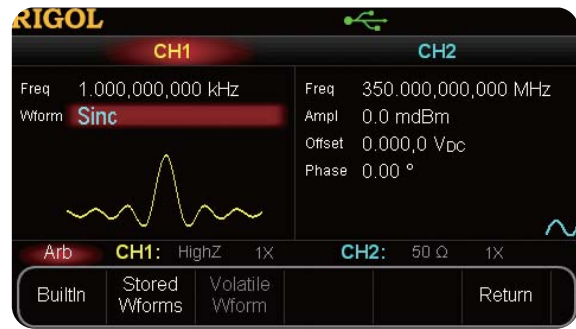 RIGOL
CH1 CH2
Freq 1.000,000,000 kHz
Wform Sinc
Freq 350.000,000,000 MHz
Ampl 0.0 mdBm
Offset 0.000,0 VDC
Phase 0.00 °
Arb CH1: HighZ 1X CH2: 50 Ω 1X
BuiltIn Stored Wforms Volatile Wform Return